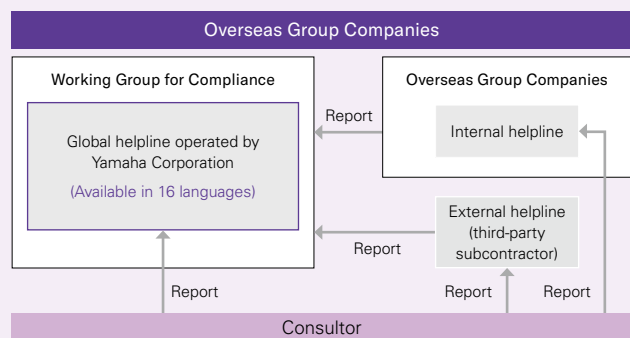 Overseas Group Companies
Working Group for Compliance
Global helpline operated by
Yamaha Corporation
(Available in 16 languages)
Report
Overseas Group Companies
Internal helpline
External helpline
(third-party
subcontractor)
Report
Report
Report
Report
Consultor